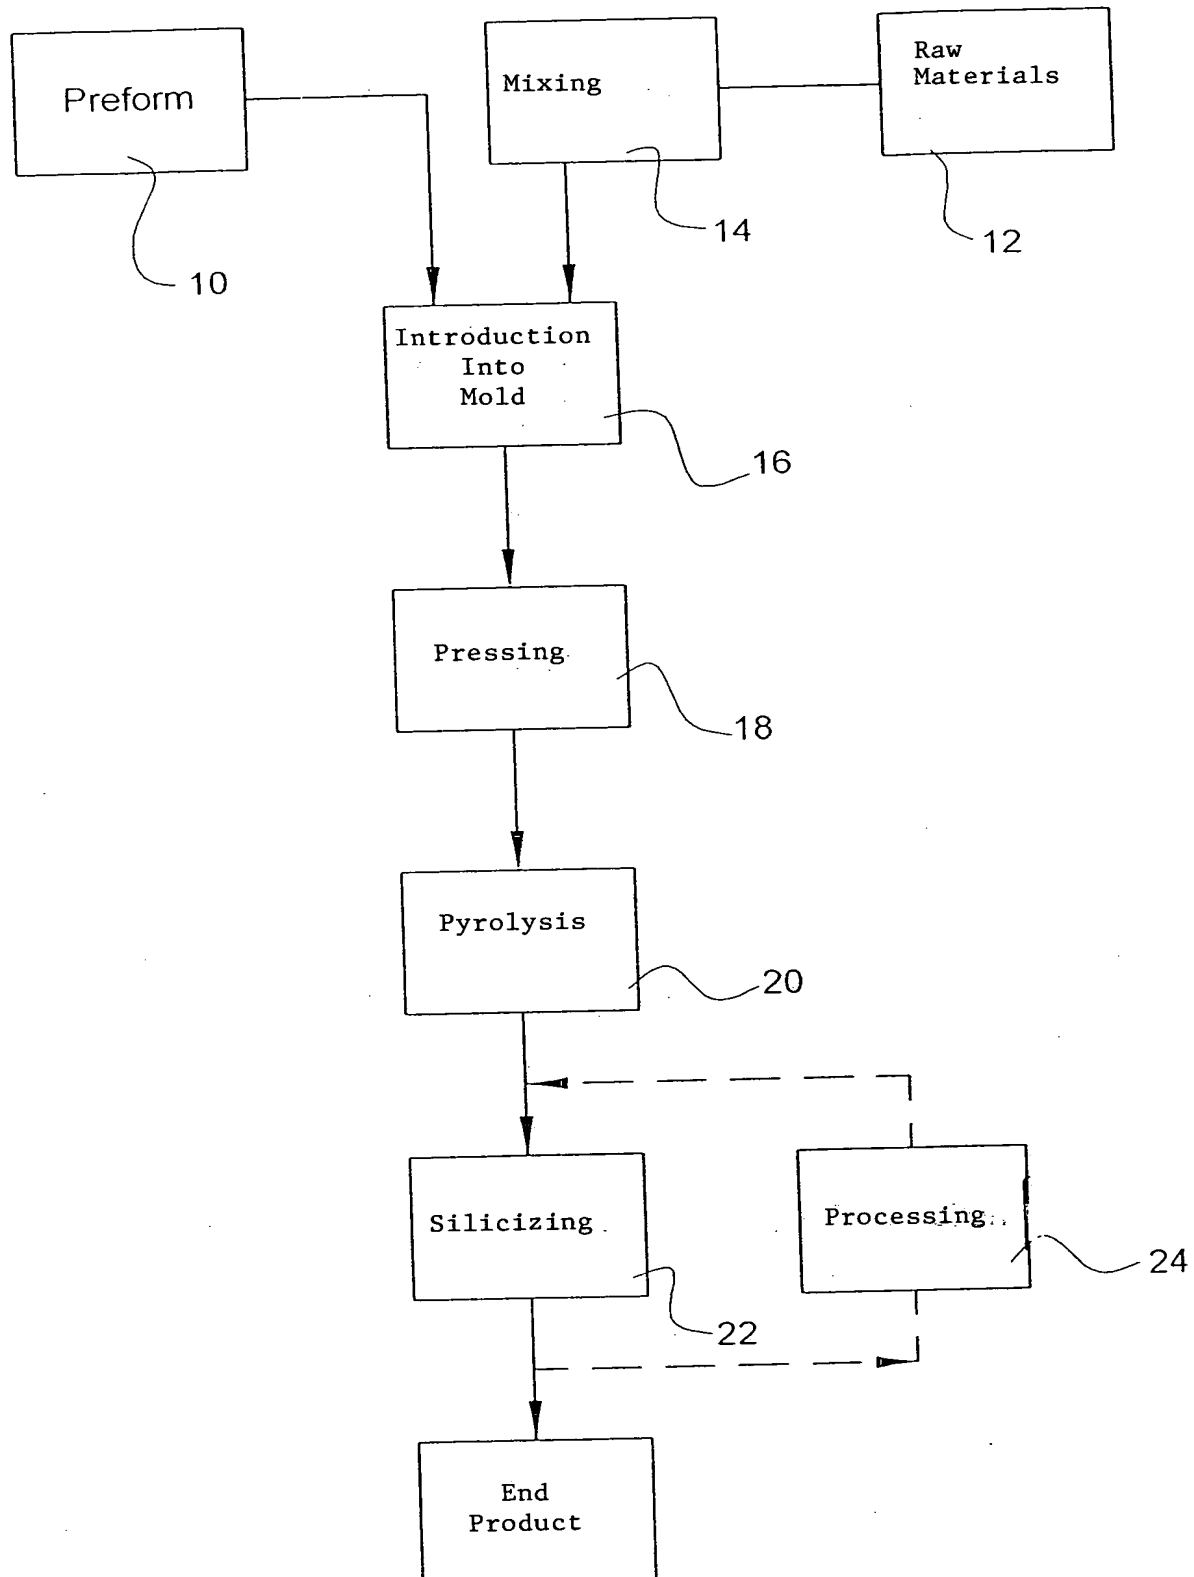 Preform
Mixing
Raw
Materials
10
14
12
Introduction
Into
Mold
16
Pressing
18
Pyrolysis
20
Silicizing
22
Processing
24
End
Product